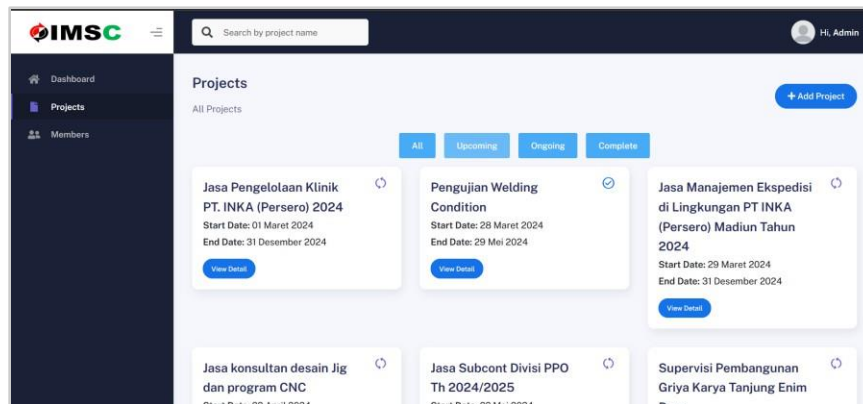 IMSC
Search by project name
Hi, Admin
Dashboard
Projects
Members
Projects
All Projects
+ Add Project
All
Upcoming
Ongoing
Complete
Jasa Pengelolaan Klinik
PT. INKA (Persero) 2024
Start Date: 01 Maret 2024
End Date: 31 Desember 2024
View Detail
Pengujian Welding
Condition
Start Date: 28 Maret 2024
End Date: 29 Mei 2024
View Detail
Jasa Manajemen Ekspedisi
di Lingkungan PT INKA
(Persero) Madiun Tahun
2024
Start Date: 29 Maret 2024
End Date: 31 Desember 2024
View Detail
Jasa konsultan desain Jig
dan program CNC
Jasa Subcont Divisi PPO
Th 2024/2025
Supervisi Pembangunan
Griya Karya Tanjung Enim